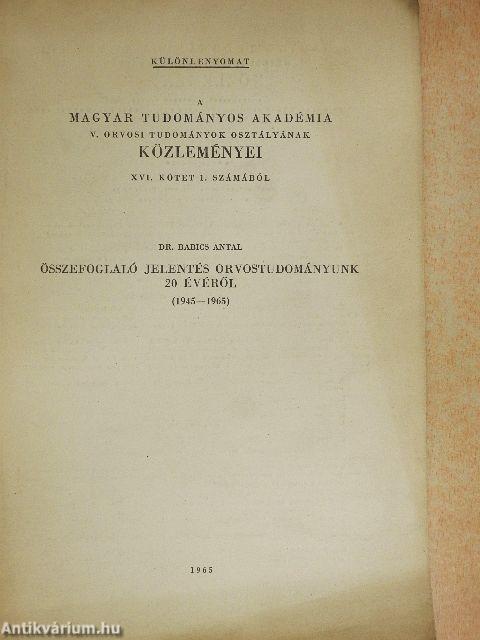 KÜLÖNLENYOMAT
A
MAGYAR TUDOMÁNYOS AKADÉMIA
V. ORVOSI TUDOMÁNYOK OSZTÁLYÁNAK
KÖZLEMÉNYEI
XVI. KÖTET 1. SZÁMÁBÓL
DR. BABICS ANTAL
ÖSSZEFOGLALÓ JELENTÉS ORVOSTUDOMÁNYUNK
20 ÉVÉRŐL
(1945—1965)
1965
Antikvárium.hu